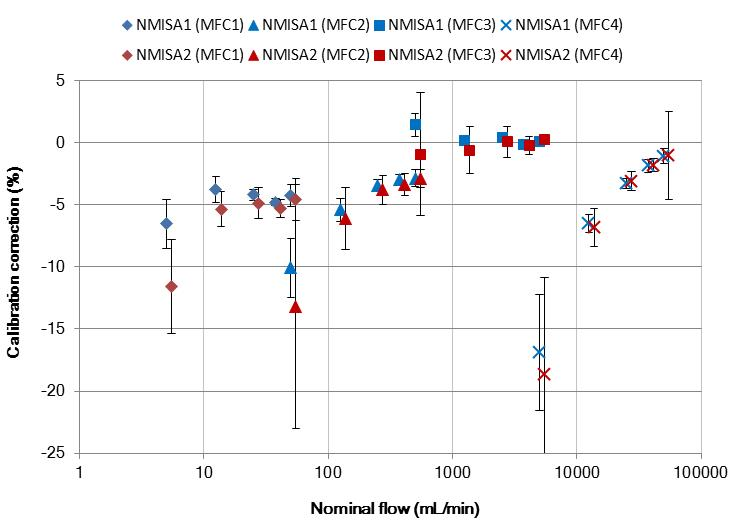 NMISA1 (MFC1) NMISA1 (MFC2) NMISA1 (MFC3) NMISA1 (MFC4)
NMISA2 (MFC1) NMISA2 (MFC2) NMISA2 (MFC3) NMISA2 (MFC4)
5
0
-5
-10
-15
-20
-25
Calibration correction (%)
1 10 100 1000 10000 100000
Nominal flow (mL/min)